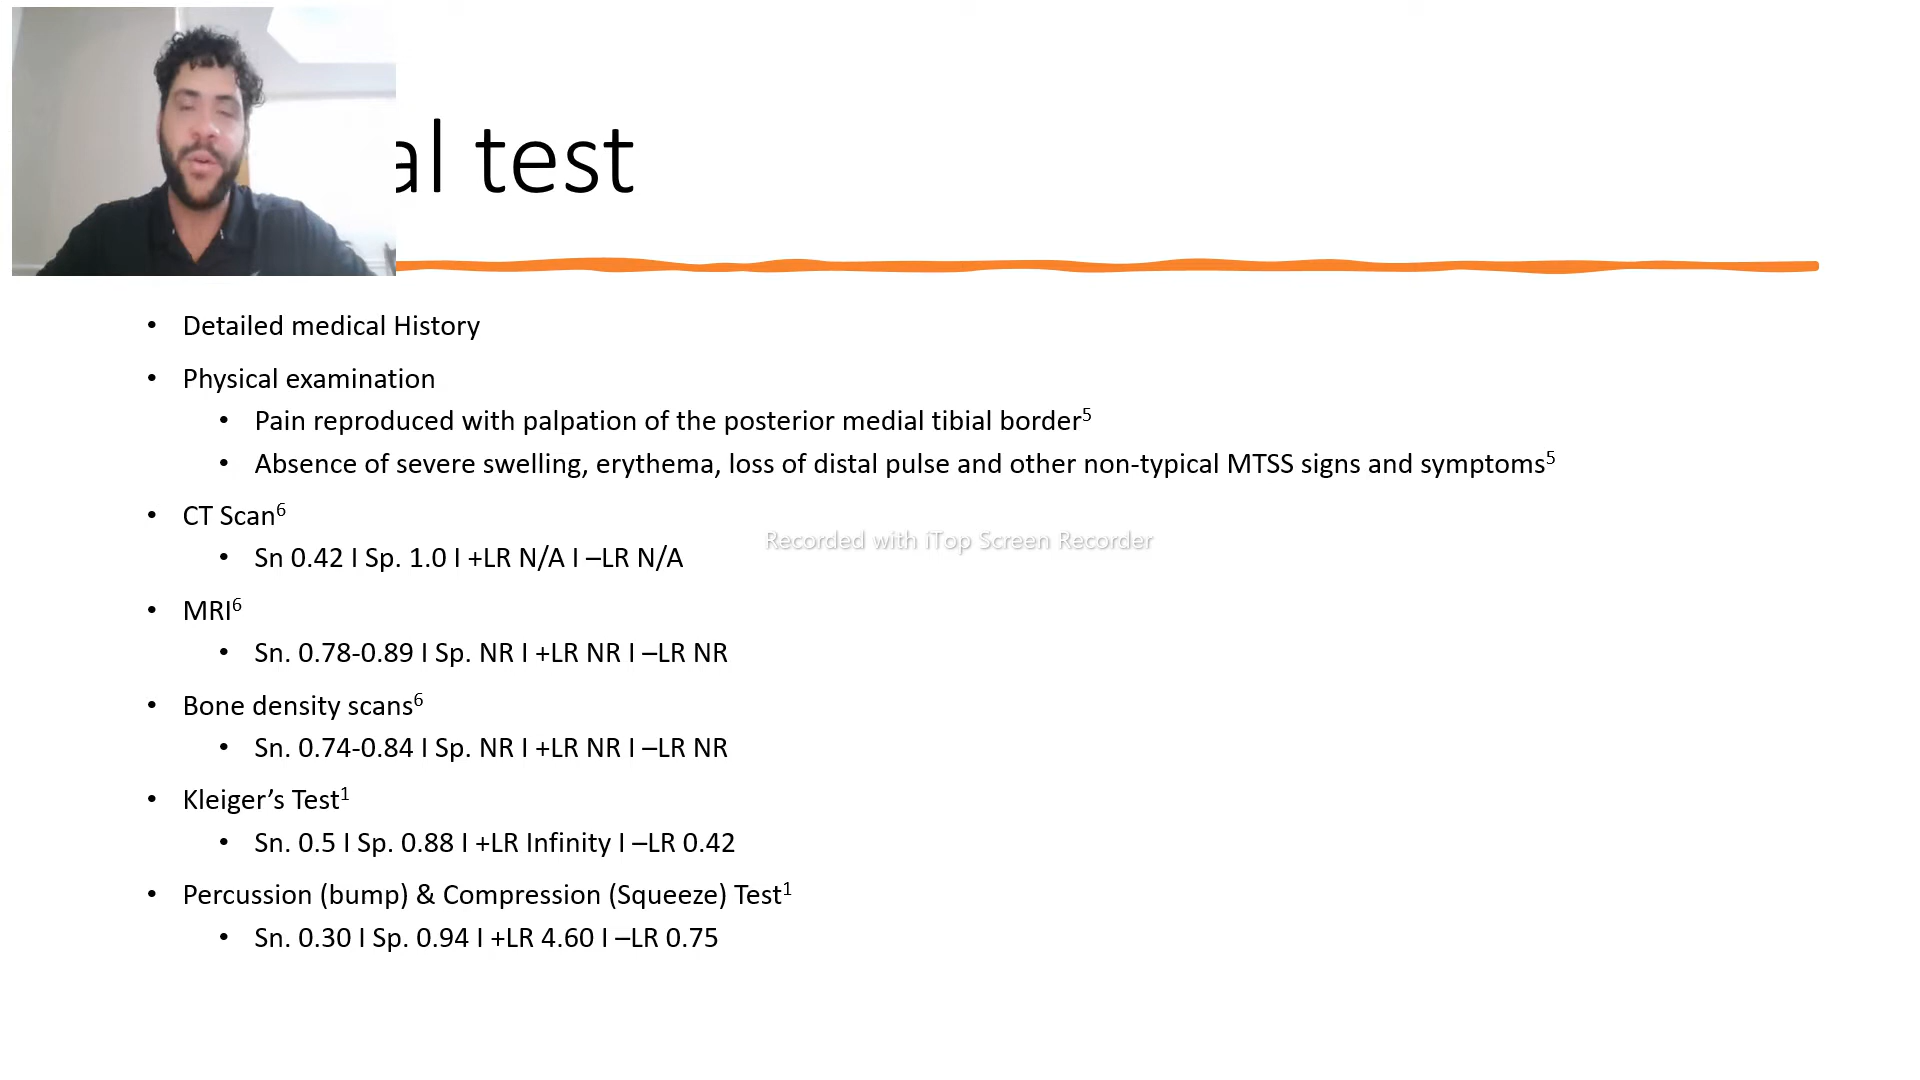 al test
• Detailed medical History
• Physical examination
• Pain reproduced with palpation of the posterior medial tibial border⁵
• Absence of severe swelling, erythema, loss of distal pulse and other non-typical MTSS signs and symptoms⁵
• CT Scan⁶
Recorded with iTop Screen Recorder
• Sn 0.42 I Sp. 1.0 I +LR N/A I –LR N/A
• MRI⁶
• Sn. 0.78-0.89 I Sp. NR I +LR NR I –LR NR
• Bone density scans⁶
• Sn. 0.74-0.84 I Sp. NR I +LR NR I –LR NR
• Kleiger’s Test¹
• Sn. 0.5 I Sp. 0.88 I +LR Infinity I –LR 0.42
• Percussion (bump) & Compression (Squeeze) Test¹
• Sn. 0.30 I Sp. 0.94 I +LR 4.60 I –LR 0.75